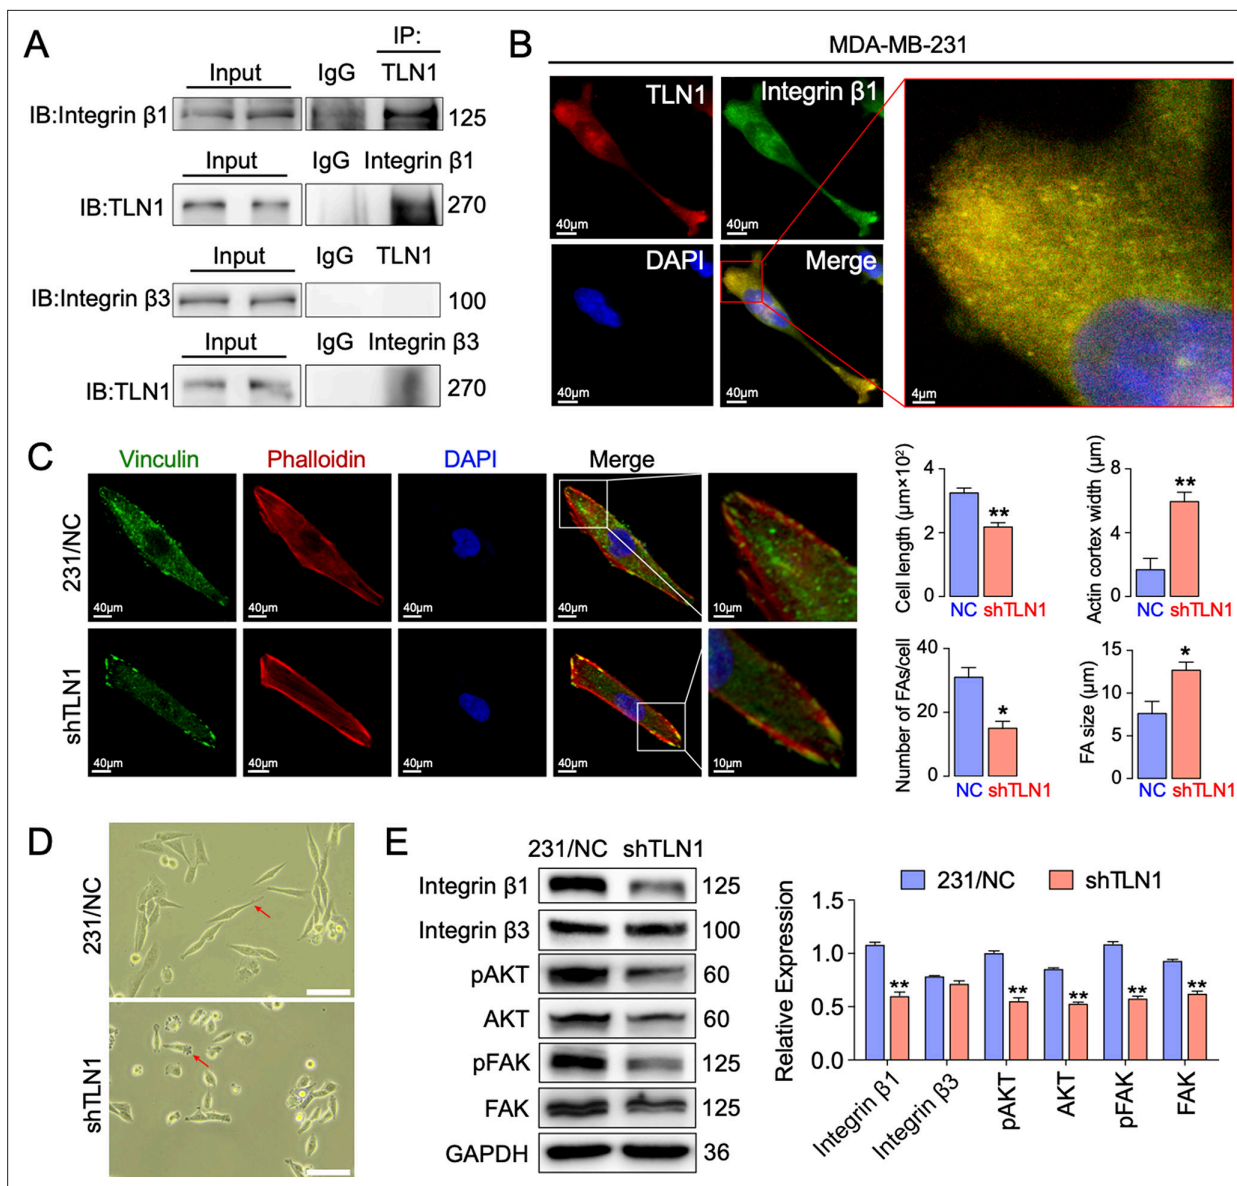 A
IP:
Input IgG TLN1
IB:Integrin β1 125
Input IgG Integrin β1
IB:TLN1 270
Input IgG TLN1
IB:Integrin β3 100
Input IgG Integrin β3
IB:TLN1 270
B
MDA-MB-231
TLN1 Integrin β1
40μm 40μm
DAPI Merge
40μm 40μm 4μm
C
Vinculin Phalloidin DAPI Merge
231/NC
40μm 40μm 40μm 40μm 10μm
shTLN1
40μm 40μm 40μm 40μm 10μm
Cell length (μm×10²)
4
2
0
**
NC shTLN1
Actin cortex width (μm)
8
6
4
2
0
**
NC shTLN1
Number of FAs/cell
40
20
0
*
NC shTLN1
FA size (μm)
15
10
5
0
*
NC shTLN1
D
231/NC
shTLN1
E
231/NC shTLN1
Integrin β1 125
Integrin β3 100
pAKT 60
AKT 60
pFAK 125
FAK 125
GAPDH 36
231/NC shTLN1
Relative Expression
1.5
1.0
0.5
0.0
** ** ** ** **
Integrin β1 Integrin β3 pAKT AKT pFAK FAK